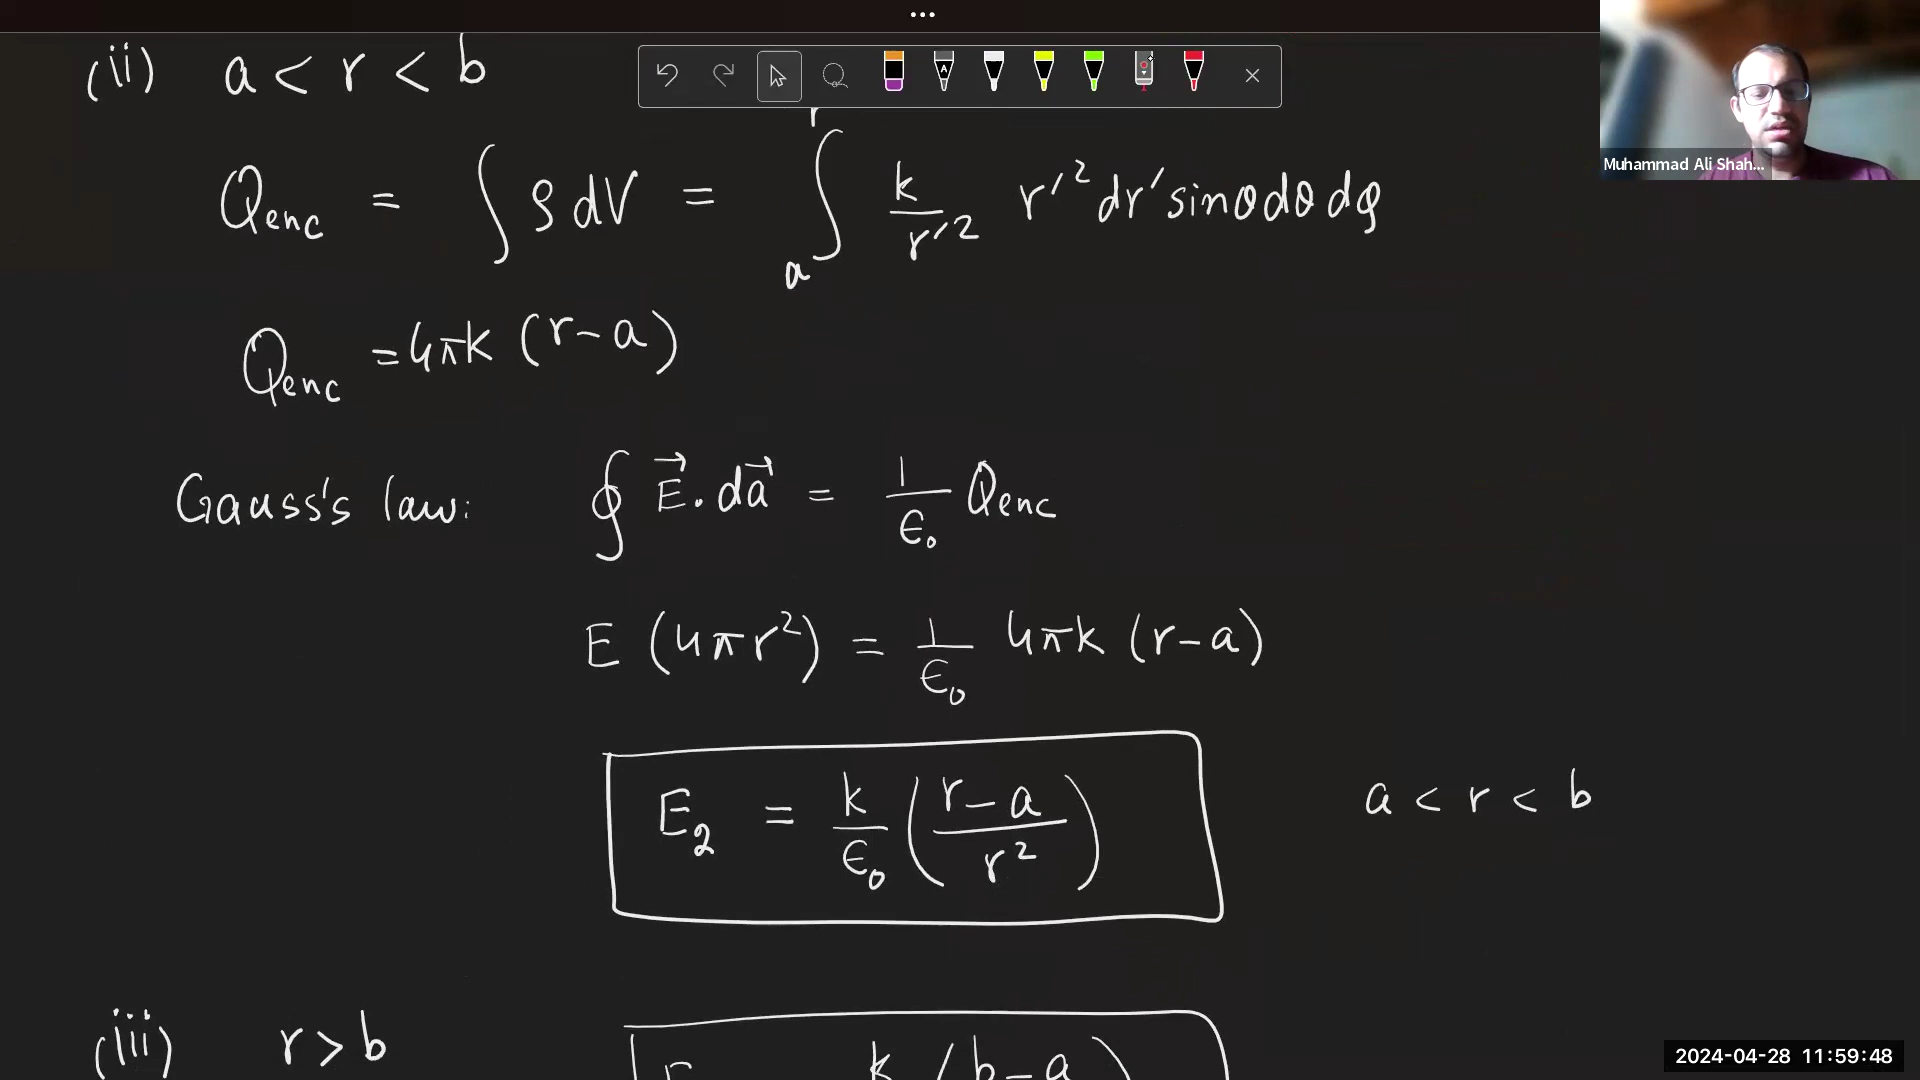 ...
(ii) a < r < b
A
Muhammad Ali Shah...
Qenc = ∫ ρ dV = ∫ₐʳ k/r′² r′² dr′ sinθ dθ dφ
Qenc = 4πk (r-a)
Gauss's law: ∮ E⃗ . da⃗ = 1/ϵ₀ Qenc
E (4πr²) = 1/ϵ₀ 4πk (r-a)
E₂ = k/ϵ₀ ((r-a)/r²) a < r < b
(iii) r > b k (b-a)
2024-04-28 11:59:48